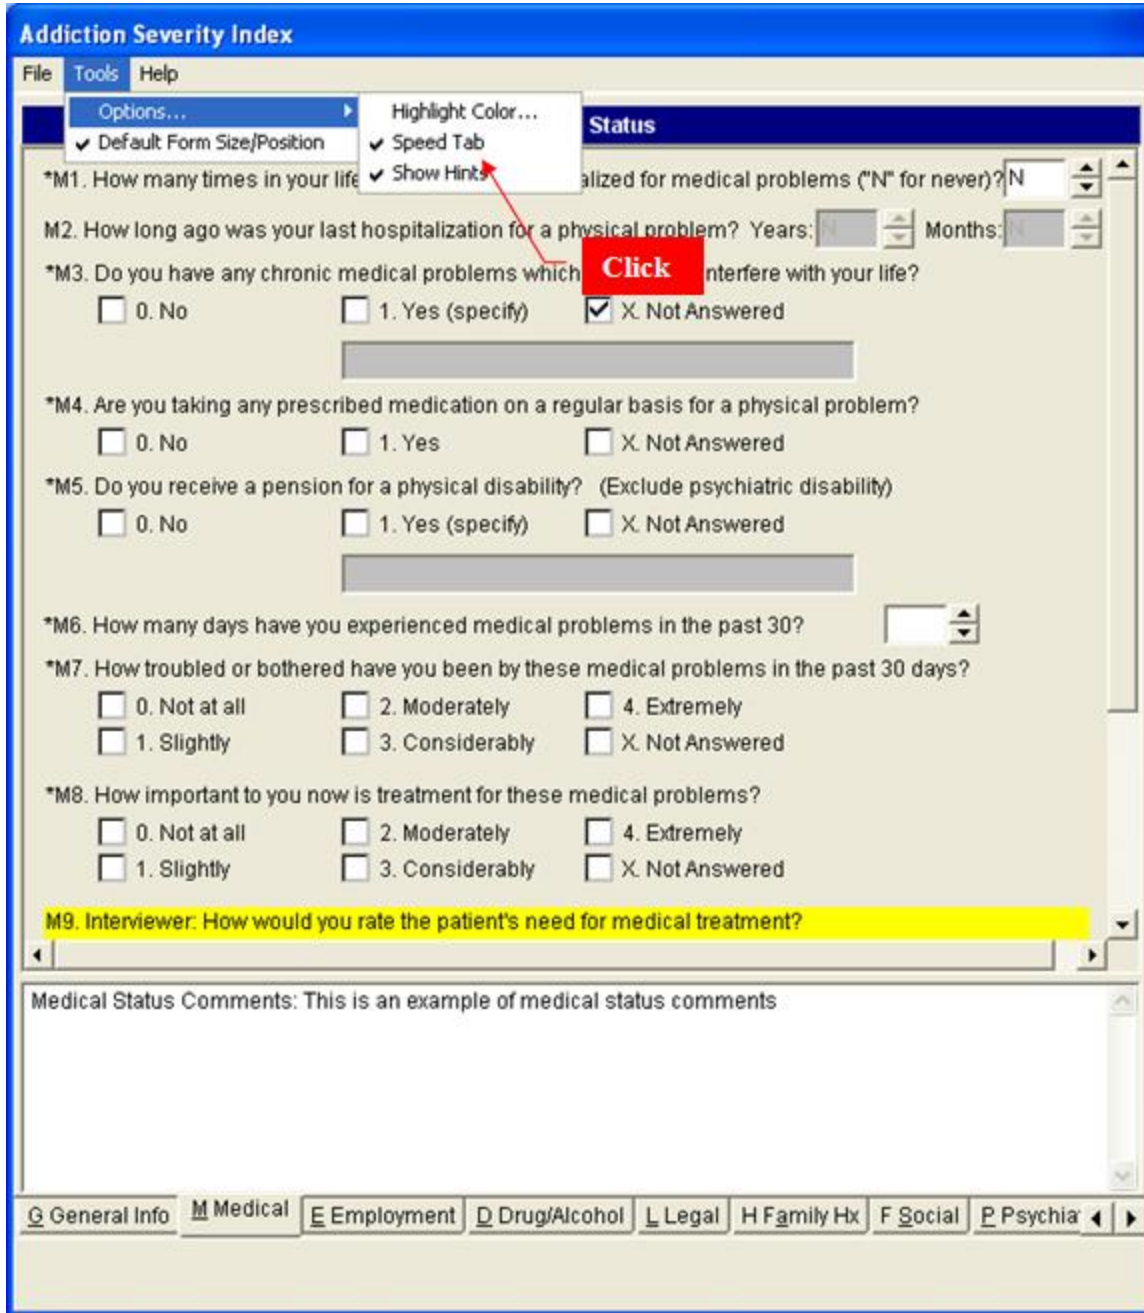 Addiction Severity Index
File Tools Help
Options... Highlight Color...
Status
Default Form Size/Position Speed Tab
Show Hints
*M1. How many times in your life alized for medical problems ("N" for never)? N
M2. How long ago was your last hospitalization for a physical problem? Years: N Months: N
*M3. Do you have any chronic medical problems which nterfere with your life?
Click
0. No 1. Yes (specify) X. Not Answered
*M4. Are you taking any prescribed medication on a regular basis for a physical problem?
0. No 1. Yes X. Not Answered
*M5. Do you receive a pension for a physical disability? (Exclude psychiatric disability)
0. No 1. Yes (specify) X. Not Answered
*M6. How many days have you experienced medical problems in the past 30?
*M7. How troubled or bothered have you been by these medical problems in the past 30 days?
0. Not at all 2. Moderately 4. Extremely
1. Slightly 3. Considerably X. Not Answered
*M8. How important to you now is treatment for these medical problems?
0. Not at all 2. Moderately 4. Extremely
1. Slightly 3. Considerably X. Not Answered
M9. Interviewer: How would you rate the patient's need for medical treatment?
Medical Status Comments: This is an example of medical status comments
G General Info M Medical E Employment D Drug/Alcohol L Legal H Family Hx F Social P Psychia